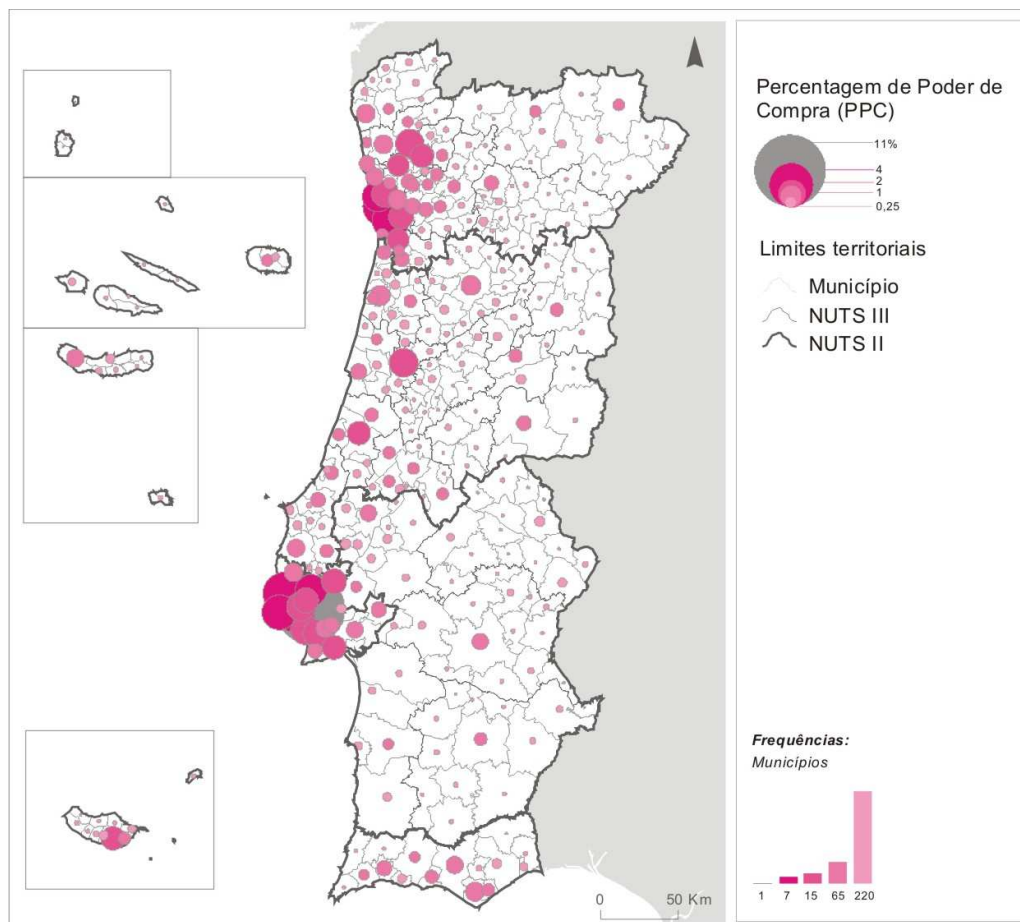 Percentagem de Poder de
Compra (PPC)
11%
4
2
1
0,25
Limites territoriais
Município
NUTS III
NUTS II
Frequências:
Municípios
1 7 15 65 220
0 50 Km